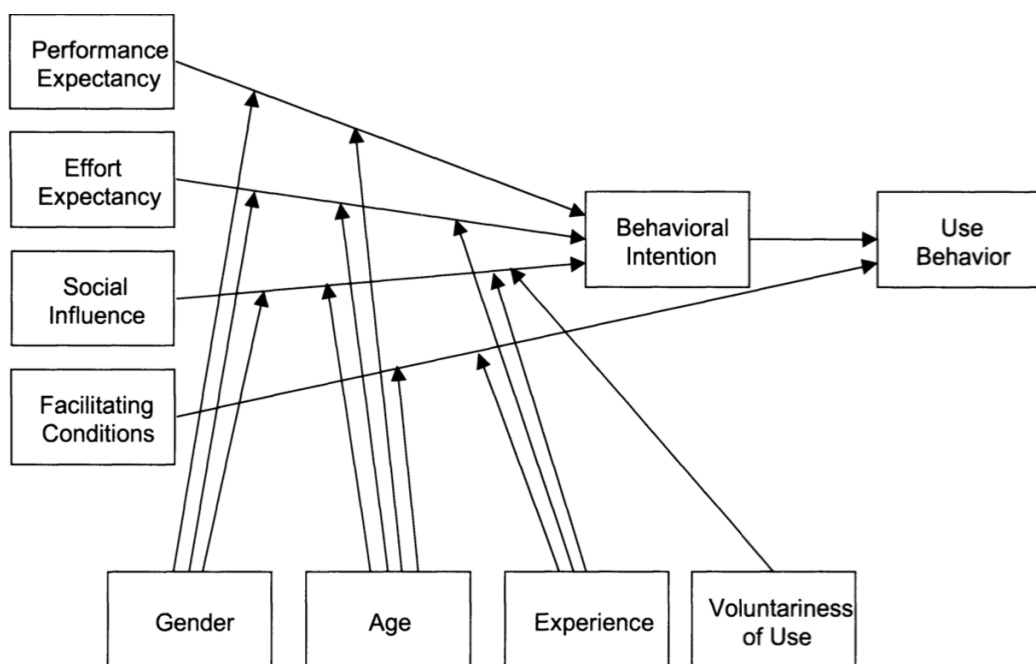 Performance
Expectancy
Effort
Expectancy
Social
Influence
Facilitating
Conditions
Behavioral
Intention
Use
Behavior
Gender
Age
Experience
Voluntariness
of Use